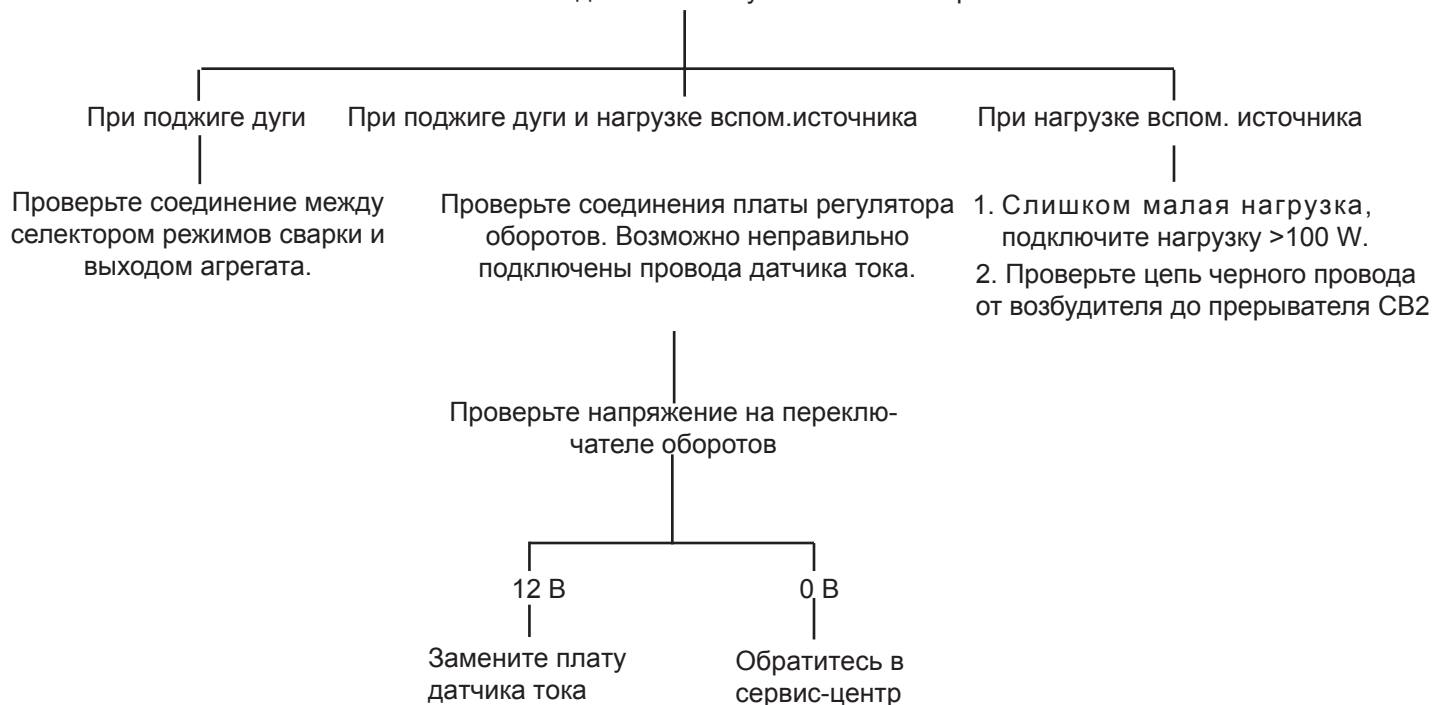 При поджиге дуги
При поджиге дуги и нагрузке вспом.источника
При нагрузке вспом. источника
Проверьте соединение между
селектором режимов сварки и
выходом агрегата.
Проверьте соединения платы регулятора
оборотов. Возможно неправильно
подключены провода датчика тока.
1. Слишком малая нагрузка,
подключите нагрузку >100 W.
2. Проверьте цепь черного провода
от возбудителя до прерывателя СВ2
Проверьте напряжение на переклю-
чателе оборотов
12 В
0 В
Замените плату
датчика тока
Обратитесь в
сервис-центр